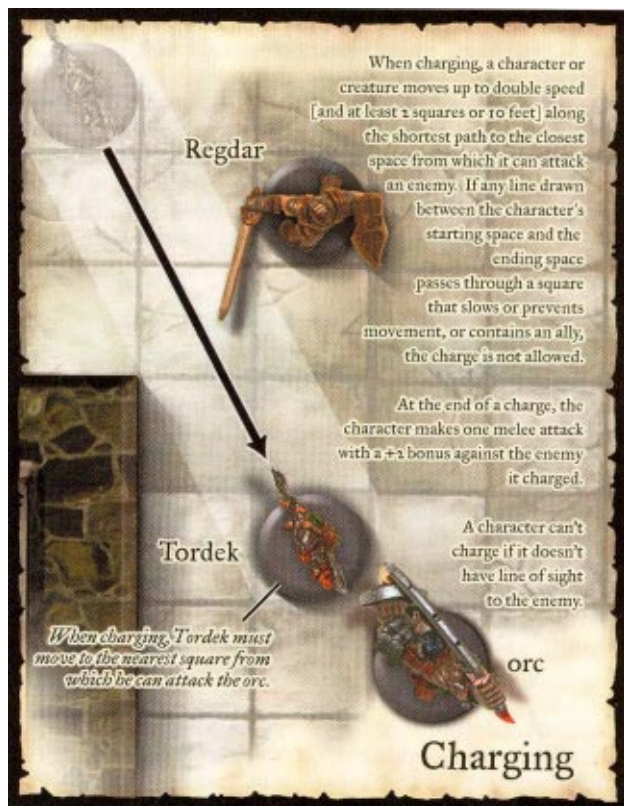 When charging, a character or
creature moves up to double speed
[and at least 2 squares or 10 feet] along
the shortest path to the closest
space from which it can attack
an enemy. If any line drawn
between the character's
starting space and the
ending space
passes through a square
that slows or prevents
movement, or contains an ally,
the charge is not allowed.
Regdar
At the end of a charge, the
character makes one melee attack
with a +2 bonus against the enemy
it charged.
A character can't
charge if it doesn't
have line of sight
to the enemy.
Tordek
When charging, Tordek must
move to the nearest square from
which he can attack the orc.
orc
Charging